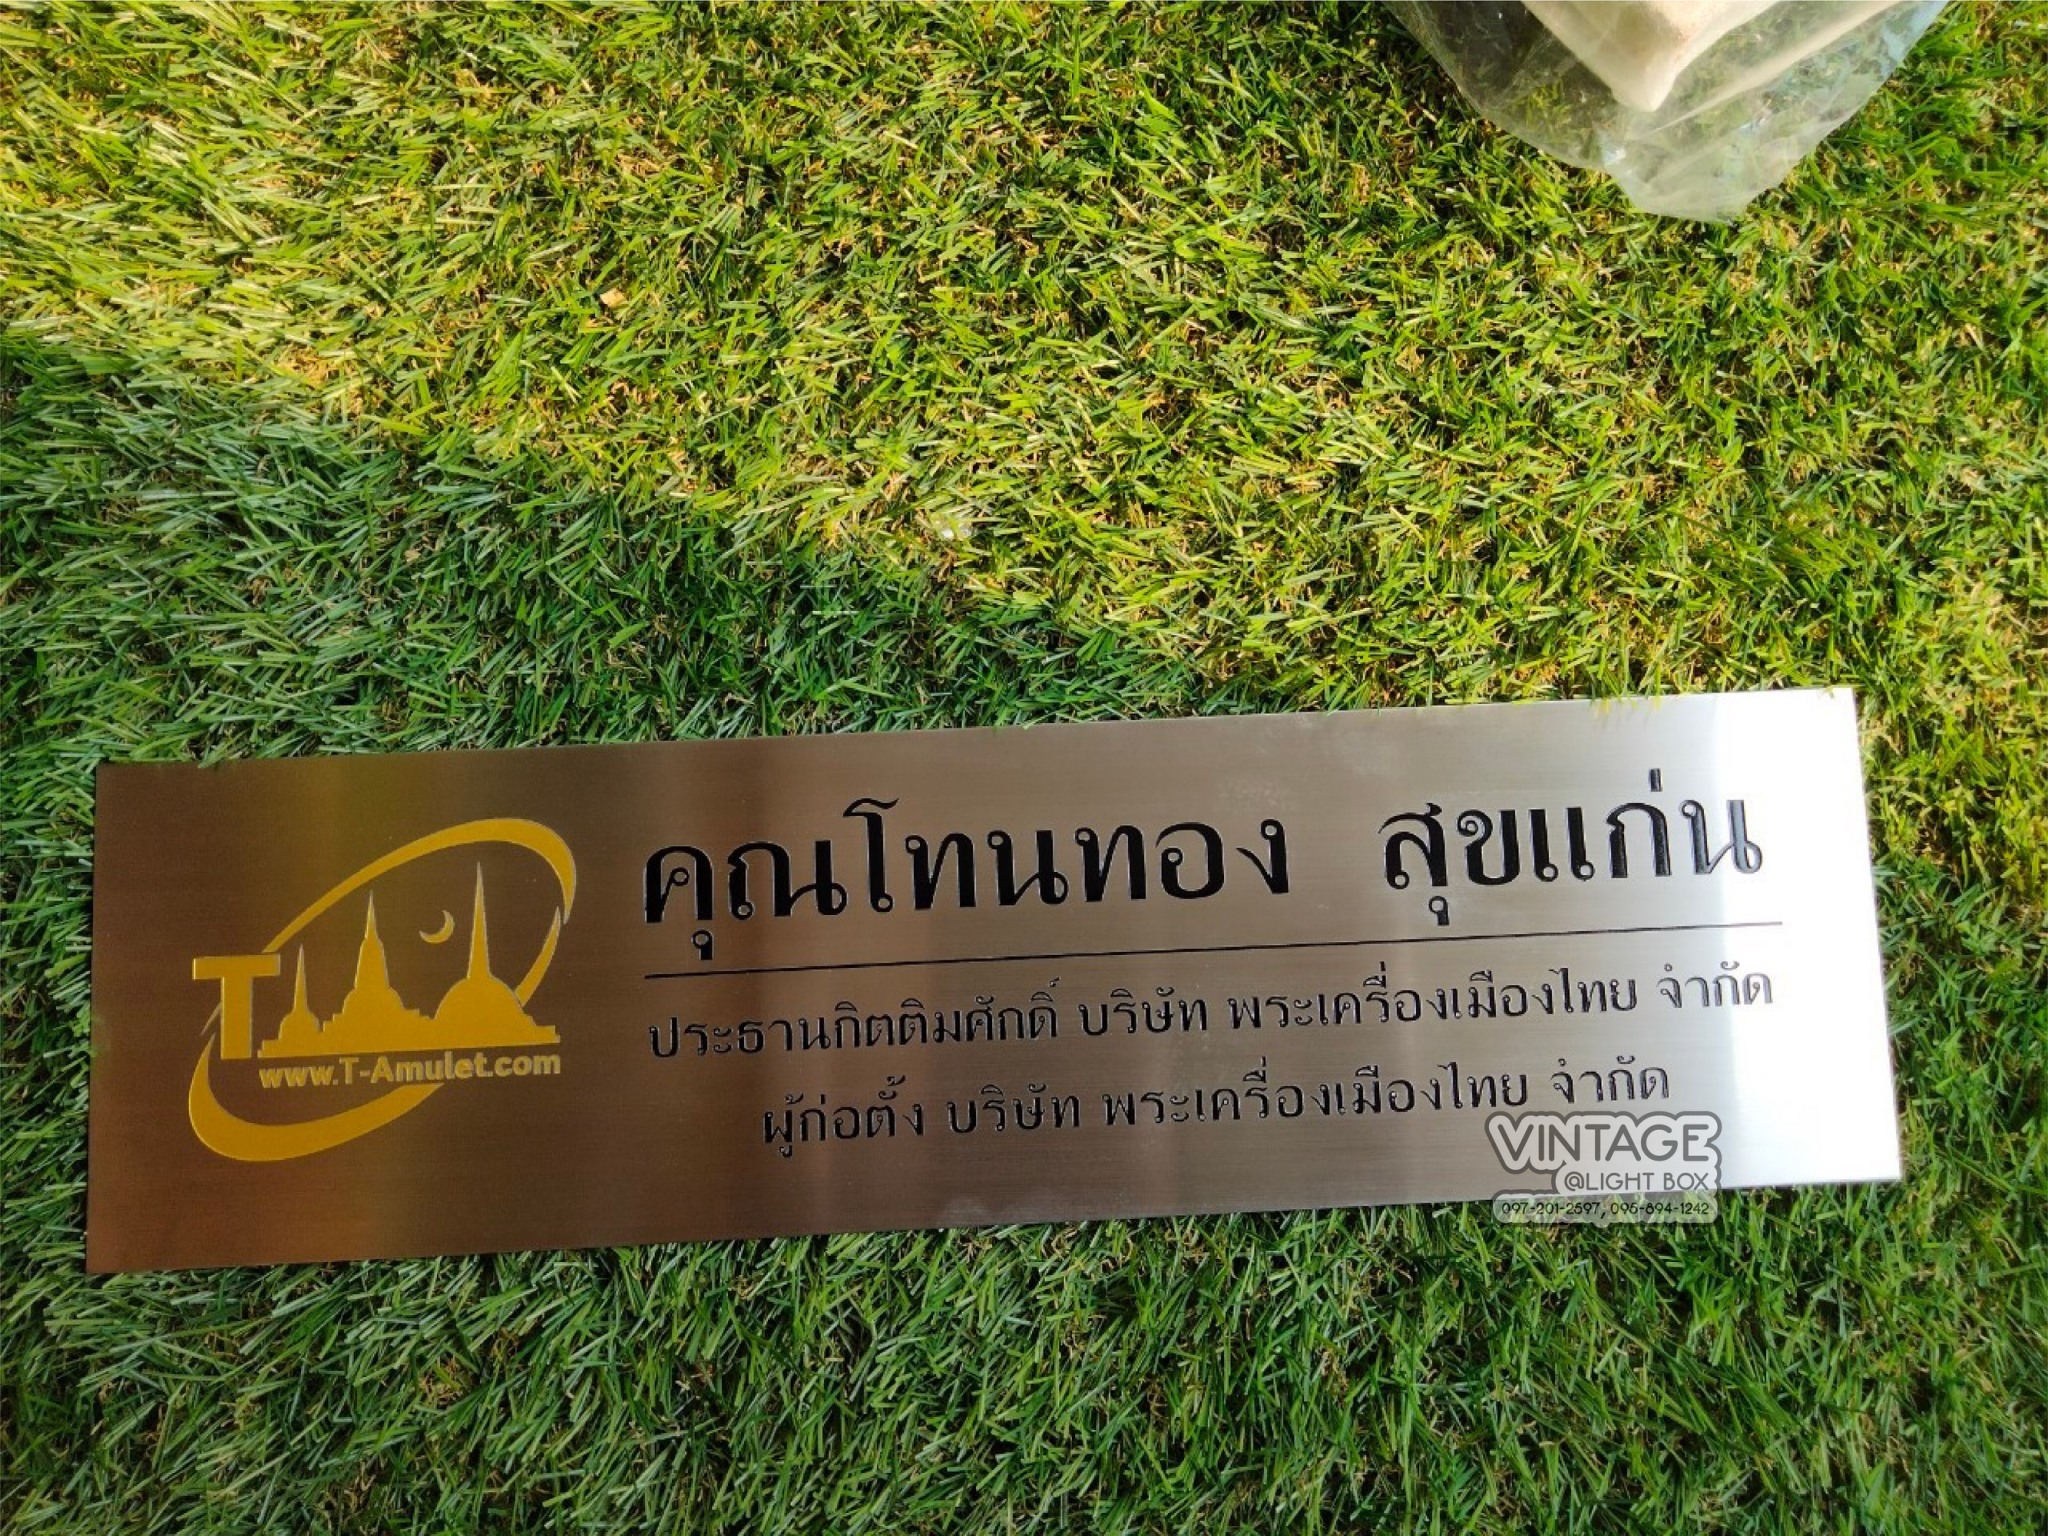 คุณโทนทอง สุขแก่น
ประธานกิตติมศักดิ์ บริษัท พระเครื่องเมืองไทย จำกัด
ผู้ก่อตั้ง บริษัท พระเครื่องเมืองไทย จำกัด
T
www.T-Amulet.com
VINTAGE
@LIGHT BOX
097-201-2597, 095-894-1242